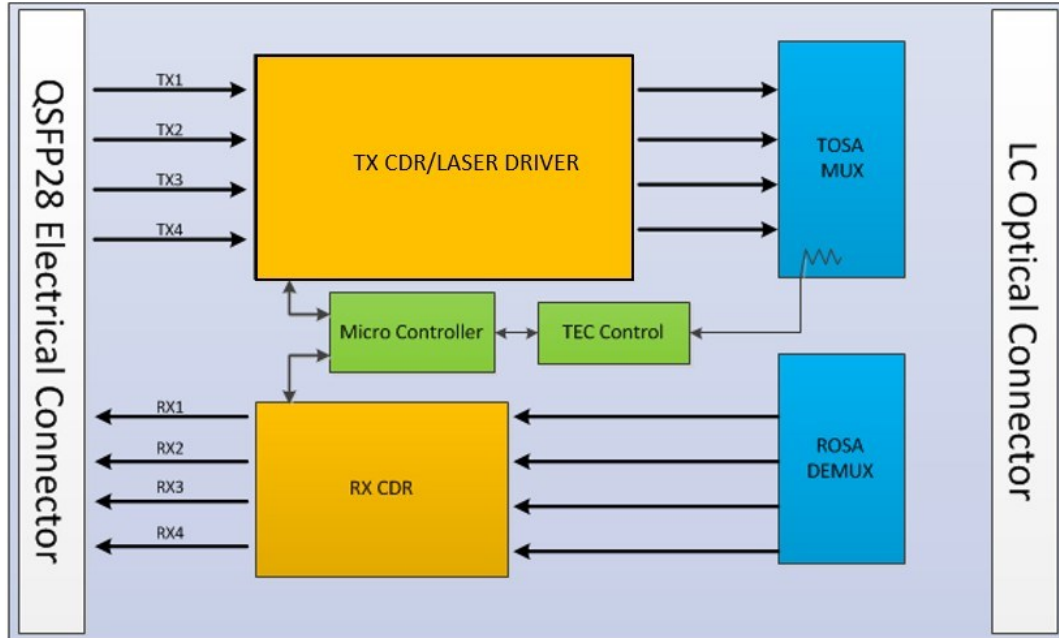 QSFP28 Electrical Connector
TX1
TX2
TX3
TX4
TX CDR/LASER DRIVER
TOSA
MUX
LC Optical Connector
Micro Controller
TEC Control
RX1
RX2
RX3
RX4
RX CDR
ROSA
DEMUX